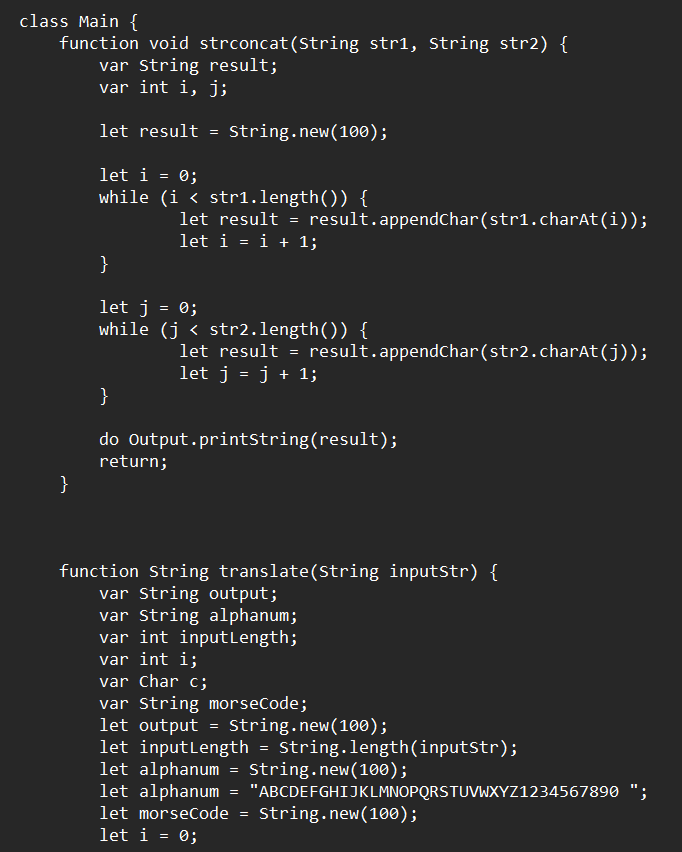 class Main {
    function void strconcat(String str1, String str2) {
        var String result;
        var int i, j;

        let result = String.new(100);

        let i = 0;
        while (i < str1.length()) {
                let result = result.appendChar(str1.charAt(i));
                let i = i + 1;
        }

        let j = 0;
        while (j < str2.length()) {
                let result = result.appendChar(str2.charAt(j));
                let j = j + 1;
        }

        do Output.printString(result);
        return;
    }



    function String translate(String inputStr) {
        var String output;
        var String alphanum;
        var int inputLength;
        var int i;
        var Char c;
        var String morseCode;
        let output = String.new(100);
        let inputLength = String.length(inputStr);
        let alphanum = String.new(100);
        let alphanum = "ABCDEFGHIJKLMNOPQRSTUVWXYZ1234567890 ";
        let morseCode = String.new(100);
        let i = 0;